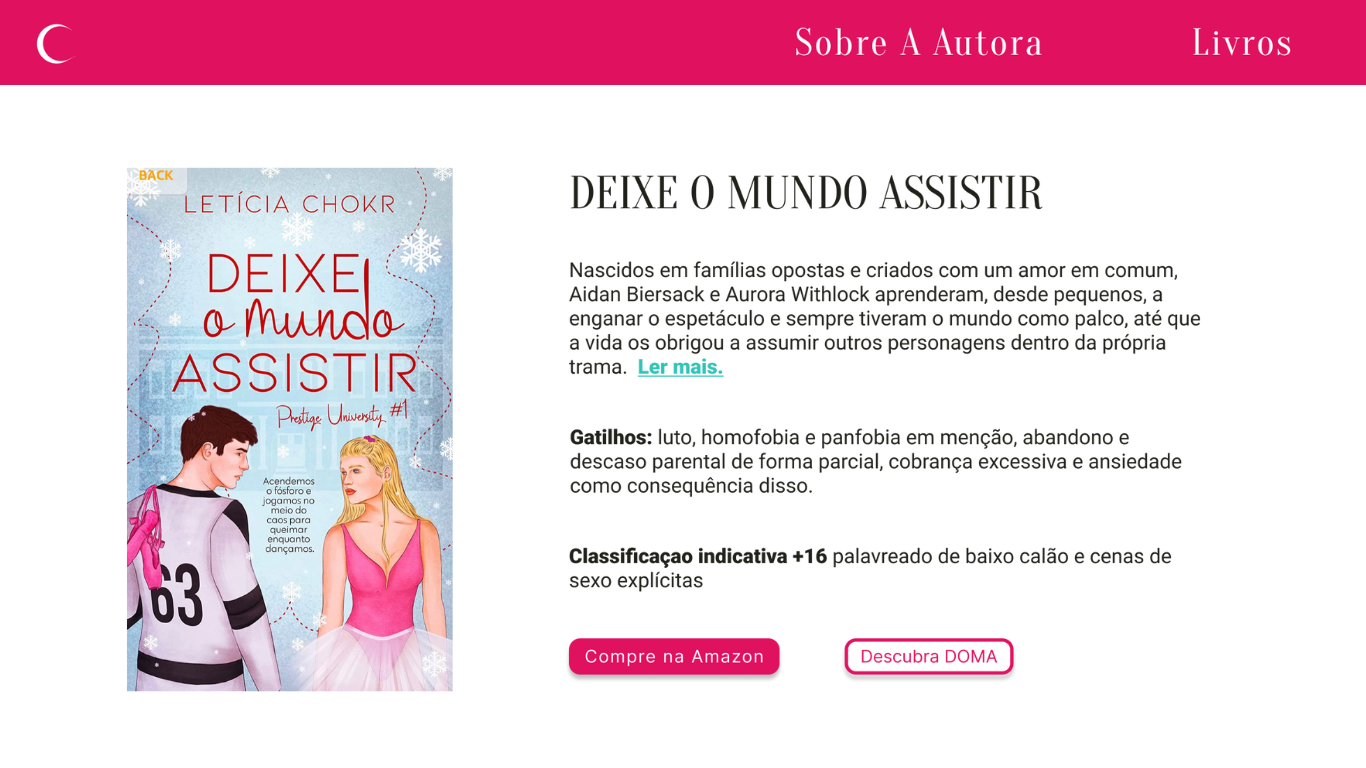 Sobre A Autora
Livros
BACK
LETÍCIA CHOKR
DEIXE
o mundo
ASSISTIR
Prestige University #1
Acendemos
o fósforo e
jogamos no
meio do
caos para
queimar
enquanto
dançamos.
63
DEIXE O MUNDO ASSISTIR
Nascidos em famílias opostas e criados com um amor em comum,
Aidan Biersack e Aurora Withlock aprenderam, desde pequenos, a
enganar o espetáculo e sempre tiveram o mundo como palco, até que
a vida os obrigou a assumir outros personagens dentro da própria
trama. Ler mais.
Gatilhos: luto, homofobia e panfobia em menção, abandono e
descaso parental de forma parcial, cobrança excessiva e ansiedade
como consequência disso.
Classificaçao indicativa +16 palavreado de baixo calão e cenas de
sexo explícitas
Compre na Amazon
Descubra DOMA